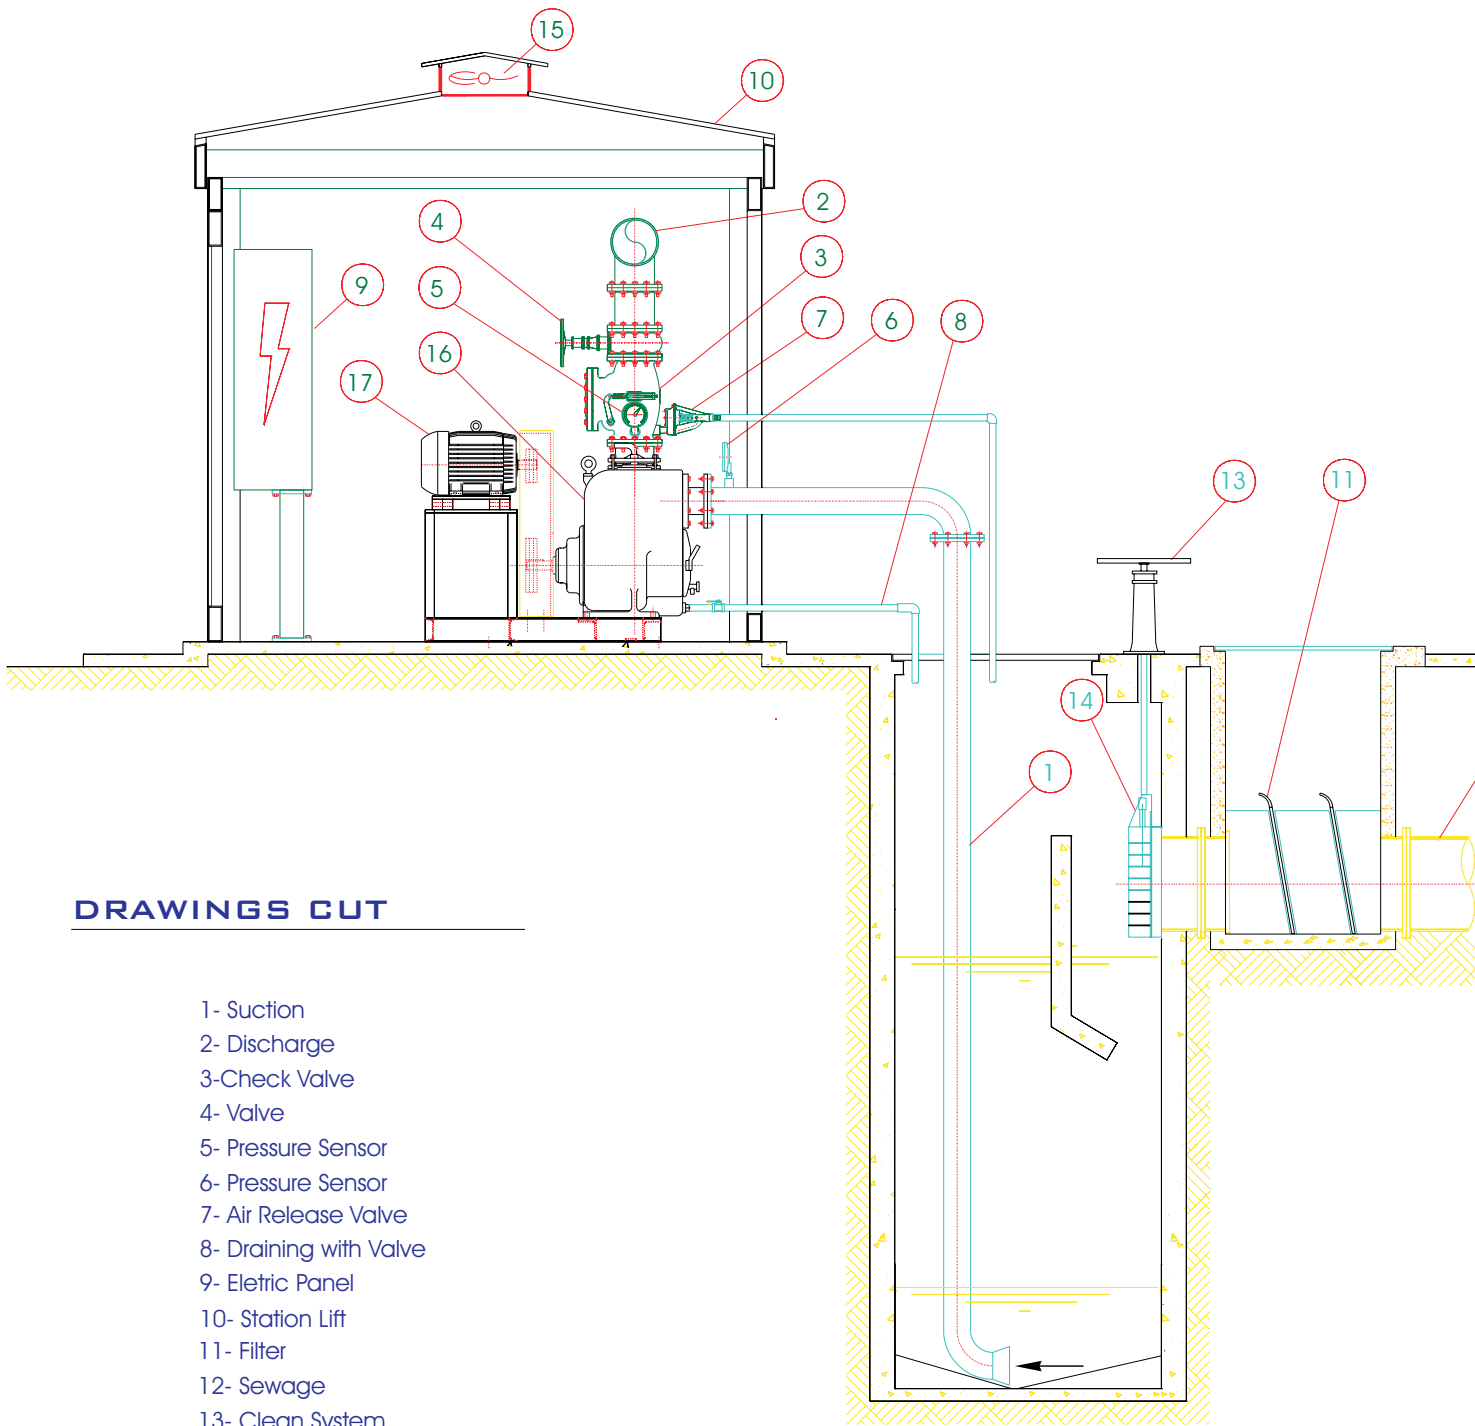 15
10
2
4
3
5
9
7
6
8
16
17
13
11
14
1
DRAWINGS CUT
1- Suction
2- Discharge
3-Check Valve
4- Valve
5- Pressure Sensor
6- Pressure Sensor
7- Air Release Valve
8- Draining with Valve
9- Eletric Panel
10- Station Lift
11- Filter
12- Sewage
13- Clean System